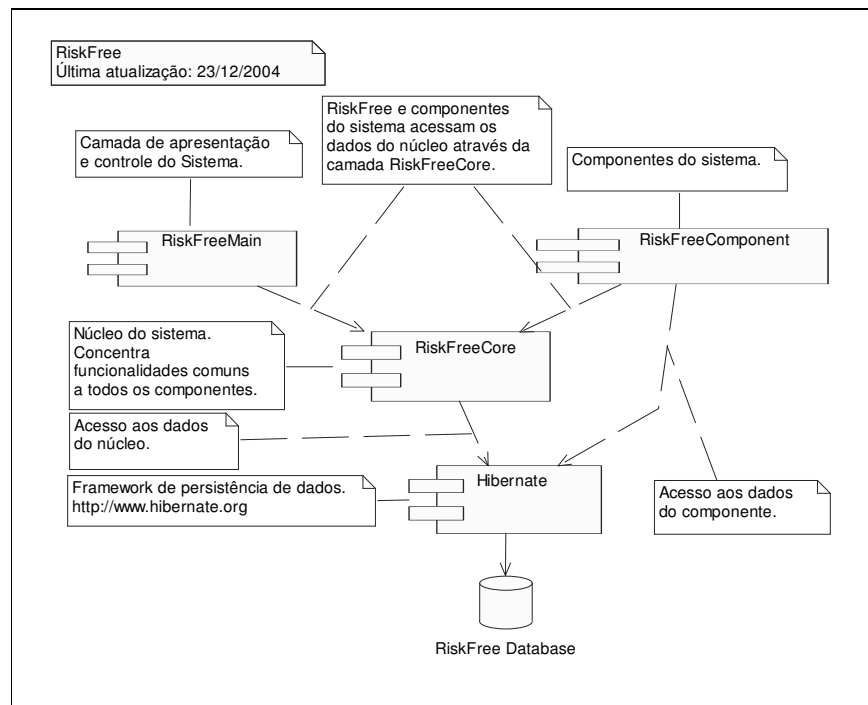 RiskFree
Última atualização: 23/12/2004
RiskFree e componentes
do sistema acessam os
dados do núcleo através da
camada RiskFreeCore.
Camada de apresentação
e controle do Sistema.
Componentes do sistema.
RiskFreeMain
RiskFreeComponent
Núcleo do sistema.
Concentra
funcionalidades comuns
a todos os componentes.
RiskFreeCore
Acesso aos dados
do núcleo.
Framework de persistência de dados.
http://www.hibernate.org
Hibernate
Acesso aos dados
do componente.
RiskFree Database